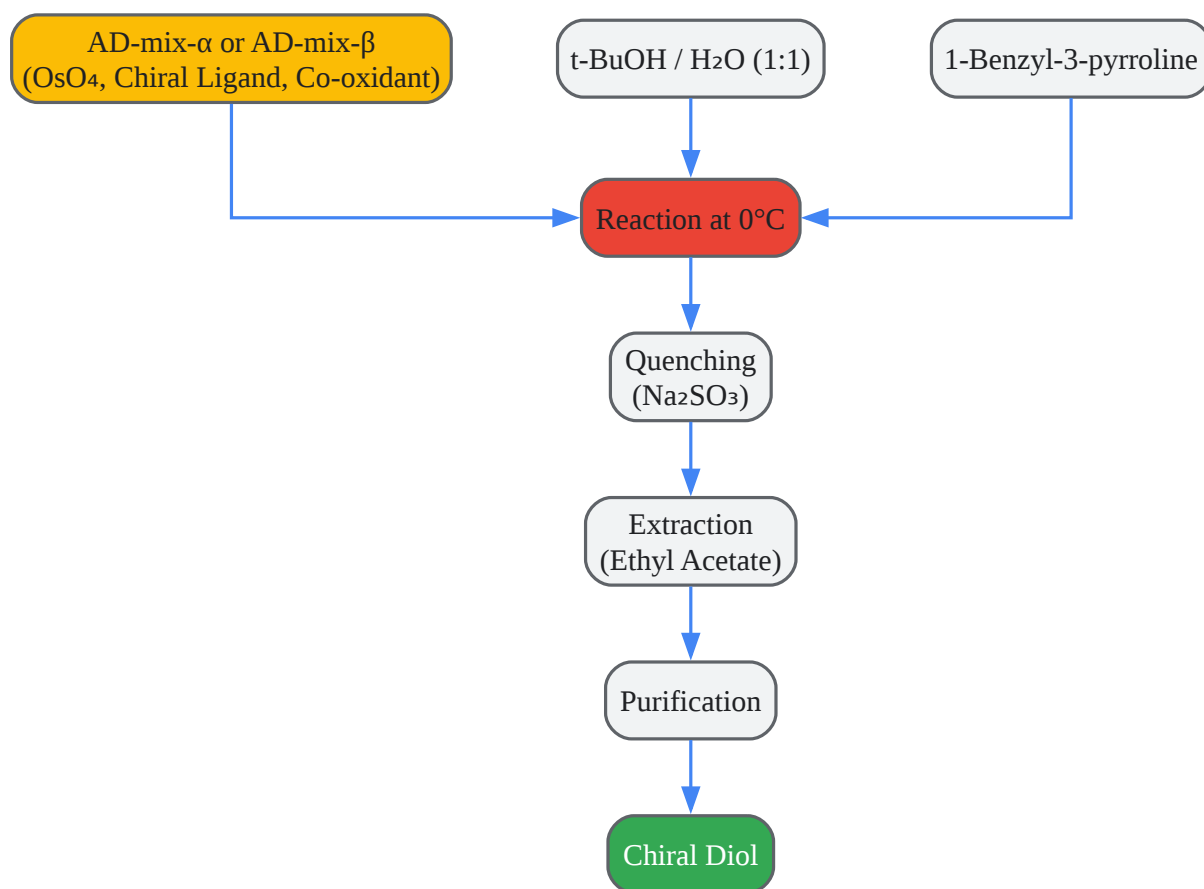 AD-mix-α or AD-mix-β
(OsO₄, Chiral Ligand, Co-oxidant)
t-BuOH / H₂O (1:1)
1-Benzyl-3-pyrroline
Reaction at 0°C
Quenching
(Na₂SO₃)
Extraction
(Ethyl Acetate)
Purification
Chiral Diol